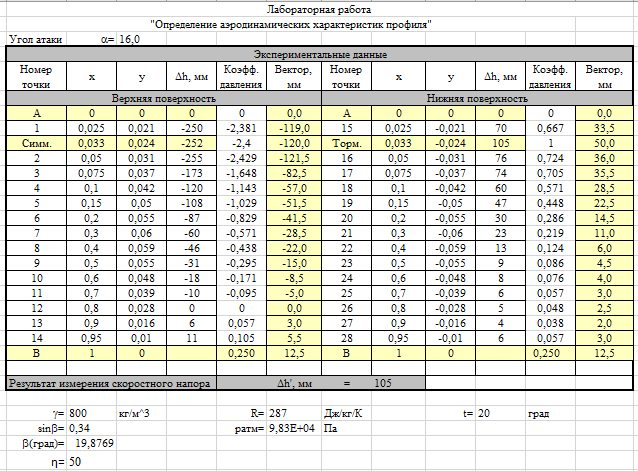 Лабораторная работа
"Определение аэродинамических характеристик профиля"
Угол атаки α= 16,0
Экспериментальные данные
Номер точки x y Δh, мм Коэфф. давления Вектор, мм Номер точки x y Δh, мм Коэфф. давления Вектор, мм
Верхняя поверхность Нижняя поверхность
A 0 0 0 0 0,0 A 0 0 0 0 0,0
1 0,025 0,021 -250 -2,381 -119,0 15 0,025 -0,021 70 0,667 33,5
Симм. 0,033 0,024 -252 -2,4 -120,0 Торм. 0,033 -0,024 105 1 50,0
2 0,05 0,031 -255 -2,429 -121,5 16 0,05 -0,031 76 0,724 36,0
3 0,075 0,037 -173 -1,648 -82,5 17 0,075 -0,037 74 0,705 35,5
4 0,1 0,042 -120 -1,143 -57,0 18 0,1 -0,042 60 0,571 28,5
5 0,15 0,05 -108 -1,029 -51,5 19 0,15 -0,05 47 0,448 22,5
6 0,2 0,055 -87 -0,829 -41,5 20 0,2 -0,055 30 0,286 14,5
7 0,3 0,06 -60 -0,571 -28,5 21 0,3 -0,06 23 0,219 11,0
8 0,4 0,059 -46 -0,438 -22,0 22 0,4 -0,059 13 0,124 6,0
9 0,5 0,055 -31 -0,295 -15,0 23 0,5 -0,055 9 0,086 4,5
10 0,6 0,048 -18 -0,171 -8,5 24 0,6 -0,048 8 0,076 4,0
11 0,7 0,039 -10 -0,095 -5,0 25 0,7 -0,039 6 0,057 3,0
12 0,8 0,028 0 0 0,0 26 0,8 -0,028 5 0,048 2,5
13 0,9 0,016 6 0,057 3,0 27 0,9 -0,016 4 0,038 2,0
14 0,95 0,01 11 0,105 5,5 28 0,95 -0,01 6 0,057 3,0
B 1 0 0,250 12,5 B 1 0 0,250 12,5
Результат измерения скоростного напора Δh', мм = 105
γ= 800 кг/м^3 R= 287 Дж/кг/К t= 20 град
sinβ= 0,34 pатм= 9,83E+04 Па
β(град)= 19,8769
η= 50